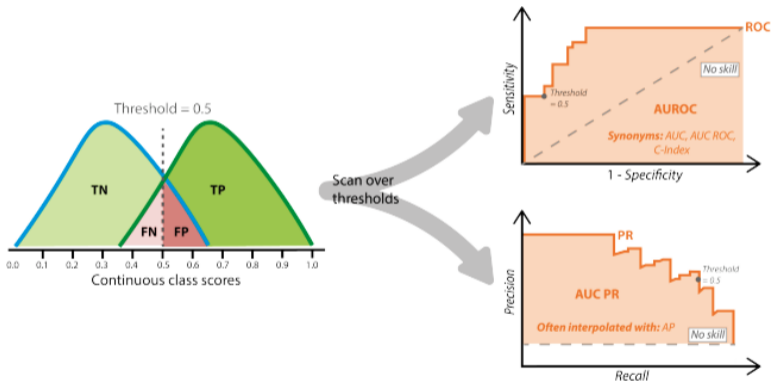 Threshold = 0.5
TN
TP
FN
FP
0.0 0.1 0.2 0.3 0.4 0.5 0.6 0.7 0.8 0.9 1.0
Continuous class scores
Scan over
thresholds
Sensitivity
ROC
No skill
Threshold
= 0.5
AUROC
Synonyms: AUC, AUC ROC,
C-Index
1 - Specificity
Precision
PR
Threshold
= 0.5
AUC PR
Often interpolated with: AP
No skill
Recall